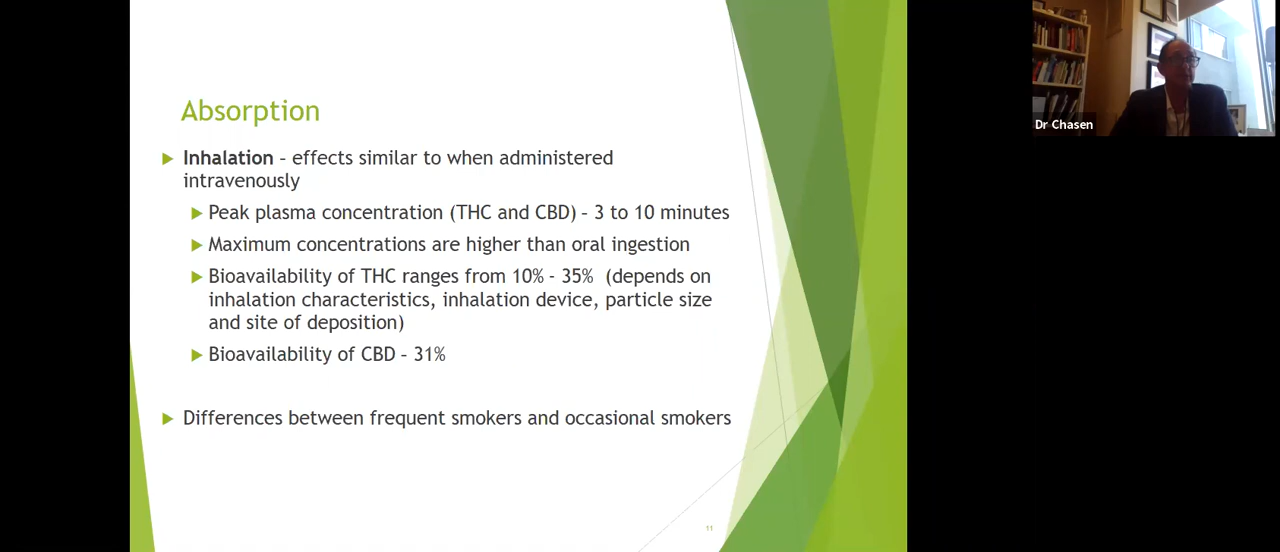 Absorption
Inhalation – effects similar to when administered
intravenously
Peak plasma concentration (THC and CBD) – 3 to 10 minutes
Maximum concentrations are higher than oral ingestion
Bioavailability of THC ranges from 10% - 35% (depends on
inhalation characteristics, inhalation device, particle size
and site of deposition)
Bioavailability of CBD – 31%
Differences between frequent smokers and occasional smokers
11
Dr Chasen